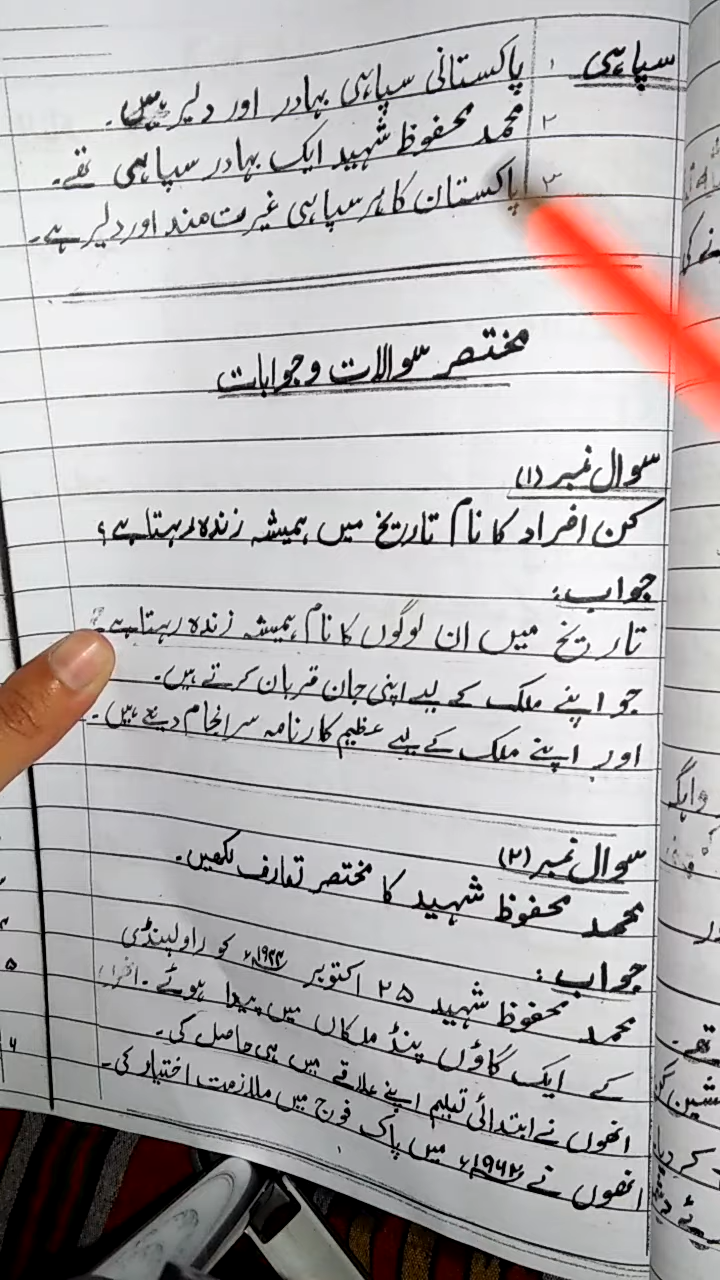 سپاہی ۱ پاکستانی سپاہی بہادر اور دلیر ہیں۔
۲ محمد محفوظ شہید ایک بہادر سپاہی تھے۔
۳ پاکستان کا ہر سپاہی غیرت مند اور دلیر ہے۔
مختصر سوالات و جوابات
سوال نمبر (۱)
کن افراد کا نام تاریخ میں ہمیشہ زندہ رہتا ہے؟
جواب:
تاریخ میں ان لوگوں کا نام ہمیشہ زندہ رہتا ہے۔
جو اپنے ملک کے لیے اپنی جان قربان کرتے ہیں۔
اور اپنے ملک کے لیے عظیم کارنامہ سرانجام دیتے ہیں۔
سوال نمبر (۲)
محمد محفوظ شہید کا مختصر تعارف لکھیں۔
جواب:
محمد محفوظ شہید ۲۵ اکتوبر ۱۹۴۴ء کو راولپنڈی
کے ایک گاؤں پنڈ ملکاں میں پیدا ہوئے۔
انھوں نے ابتدائی تعلیم اپنے علاقے میں ہی حاصل کی۔
انھوں نے ۱۹۶۲ء میں پاک فوج میں ملازمت اختیار کی۔